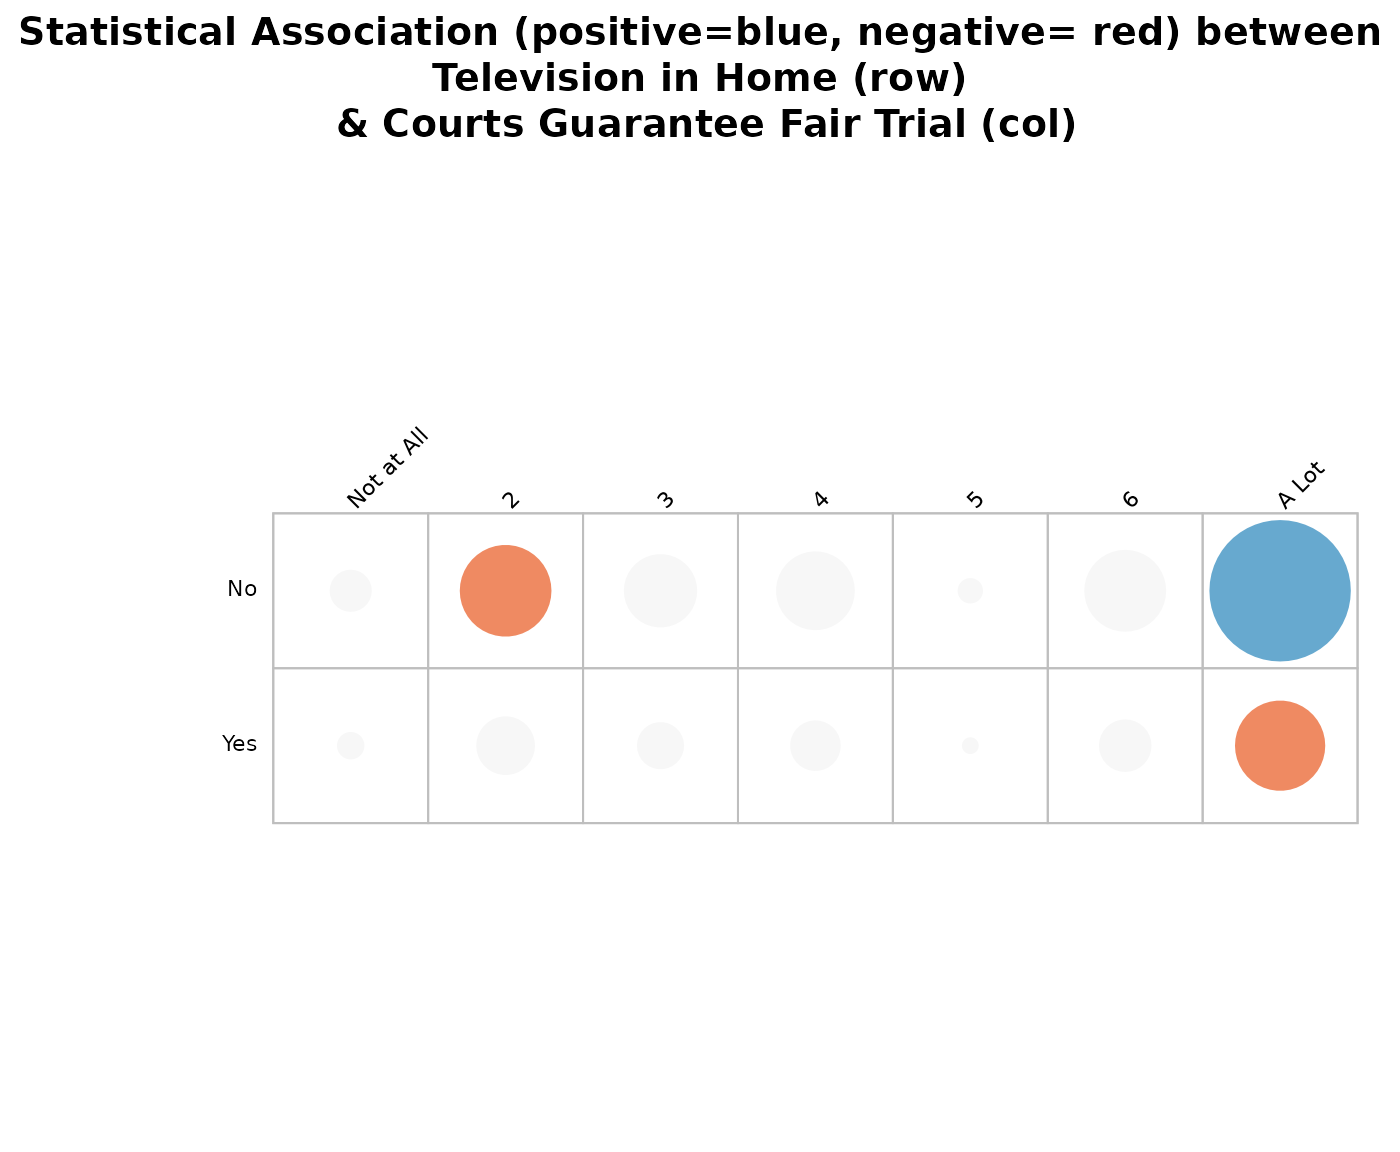 Statistical Association (positive=blue, negative= red) between
Television in Home (row)
& Courts Guarantee Fair Trial (col)
Not at All
2
3
4
5
6
A Lot
No
Yes